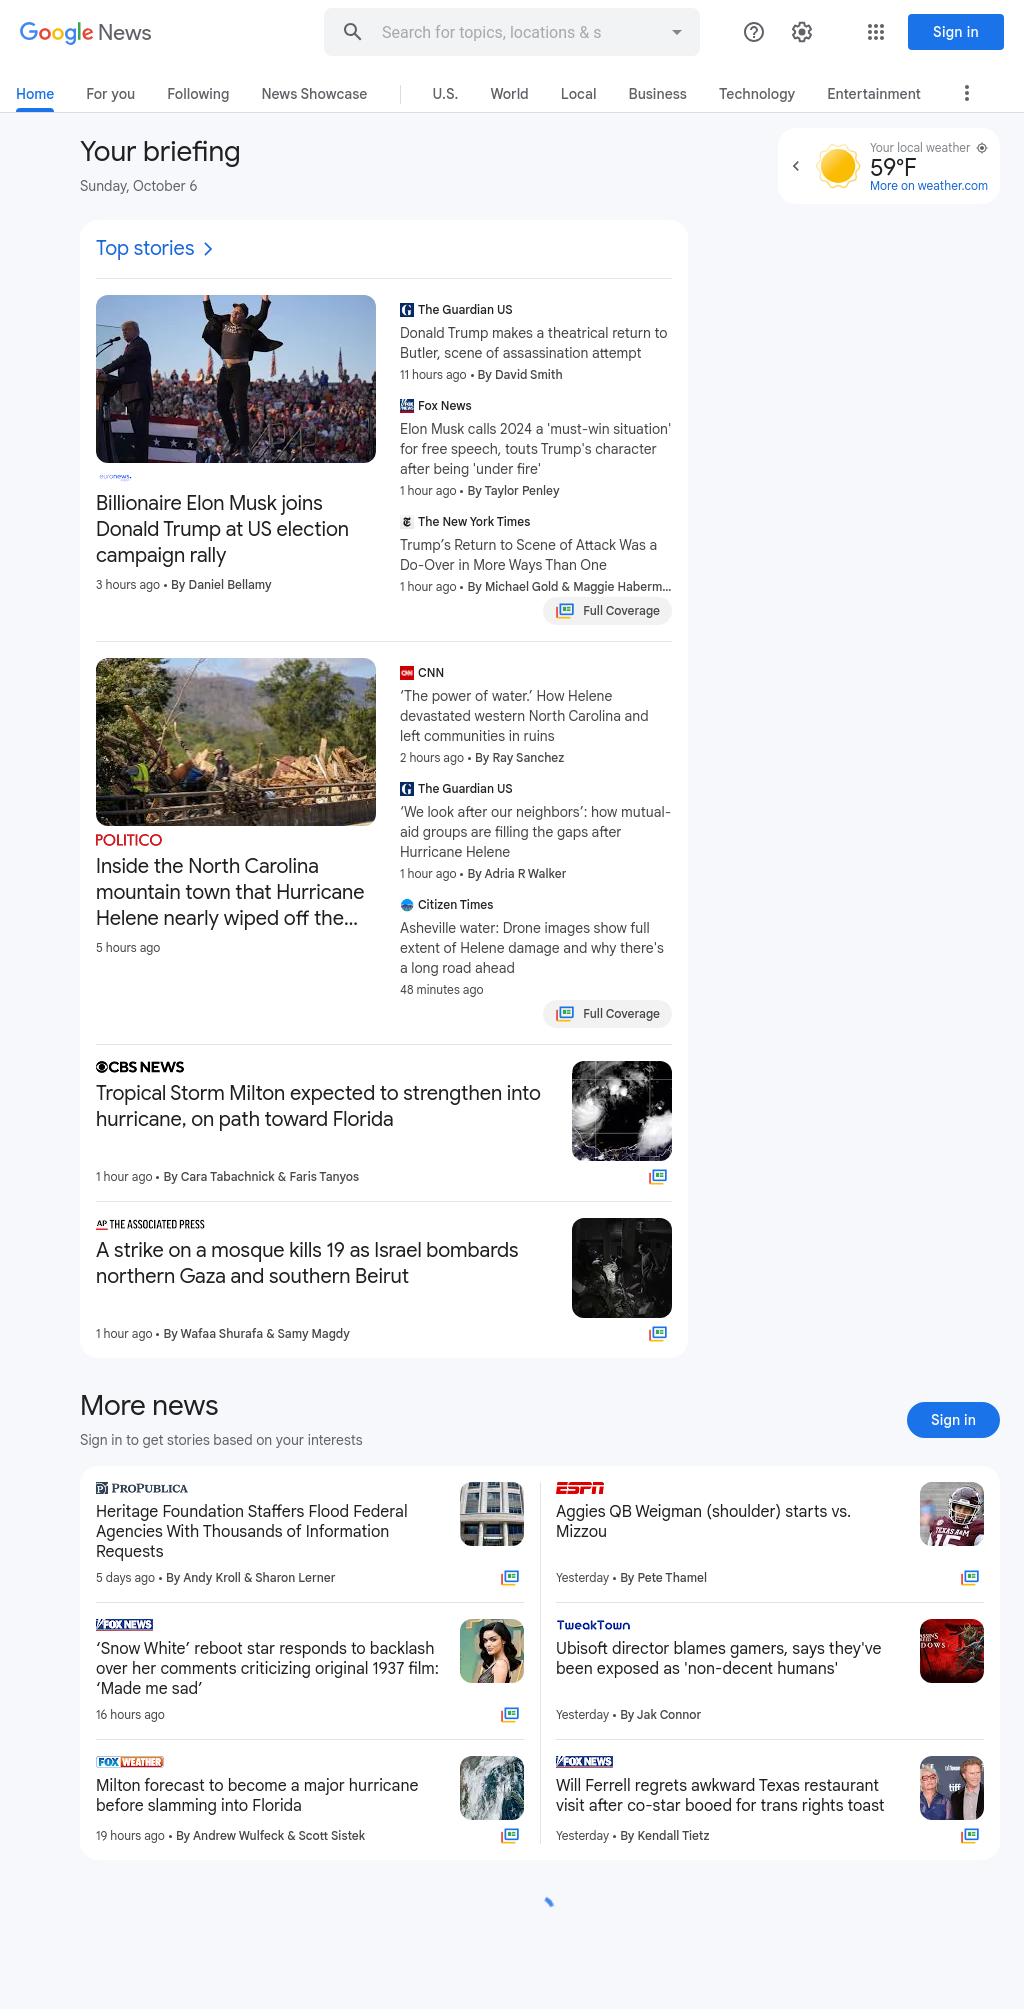 Google News
Search for topics, locations & s
Sign in
Home
For you
Following
News Showcase
U.S.
World
Local
Business
Technology
Entertainment
Your briefing
Sunday, October 6
Your local weather
59°F
More on weather.com
Top stories
euronews.
Billionaire Elon Musk joins
Donald Trump at US election
campaign rally
3 hours ago • By Daniel Bellamy
The Guardian US
Donald Trump makes a theatrical return to
Butler, scene of assassination attempt
11 hours ago • By David Smith
Fox News
Elon Musk calls 2024 a 'must-win situation'
for free speech, touts Trump's character
after being 'under fire'
1 hour ago • By Taylor Penley
The New York Times
Trump’s Return to Scene of Attack Was a
Do-Over in More Ways Than One
1 hour ago • By Michael Gold & Maggie Haberm...
Full Coverage
POLITICO
Inside the North Carolina
mountain town that Hurricane
Helene nearly wiped off the...
5 hours ago
CNN
‘The power of water.’ How Helene
devastated western North Carolina and
left communities in ruins
2 hours ago • By Ray Sanchez
The Guardian US
‘We look after our neighbors’: how mutual-
aid groups are filling the gaps after
Hurricane Helene
1 hour ago • By Adria R Walker
Citizen Times
Asheville water: Drone images show full
extent of Helene damage and why there's
a long road ahead
48 minutes ago
Full Coverage
CBS NEWS
Tropical Storm Milton expected to strengthen into
hurricane, on path toward Florida
1 hour ago • By Cara Tabachnick & Faris Tanyos
AP THE ASSOCIATED PRESS
A strike on a mosque kills 19 as Israel bombards
northern Gaza and southern Beirut
1 hour ago • By Wafaa Shurafa & Samy Magdy
More news
Sign in to get stories based on your interests
Sign in
PROPUBLICA
Heritage Foundation Staffers Flood Federal
Agencies With Thousands of Information
Requests
5 days ago • By Andy Kroll & Sharon Lerner
ESPN
Aggies QB Weigman (shoulder) starts vs.
Mizzou
Yesterday • By Pete Thamel
TEXAS A&M
FOX NEWS
‘Snow White’ reboot star responds to backlash
over her comments criticizing original 1937 film:
‘Made me sad’
16 hours ago
TweakTown
Ubisoft director blames gamers, says they've
been exposed as 'non-decent humans'
Yesterday • By Jak Connor
FOX WEATHER
Milton forecast to become a major hurricane
before slamming into Florida
19 hours ago • By Andrew Wulfeck & Scott Sistek
FOX NEWS
Will Ferrell regrets awkward Texas restaurant
visit after co-star booed for trans rights toast
Yesterday • By Kendall Tietz
tiff